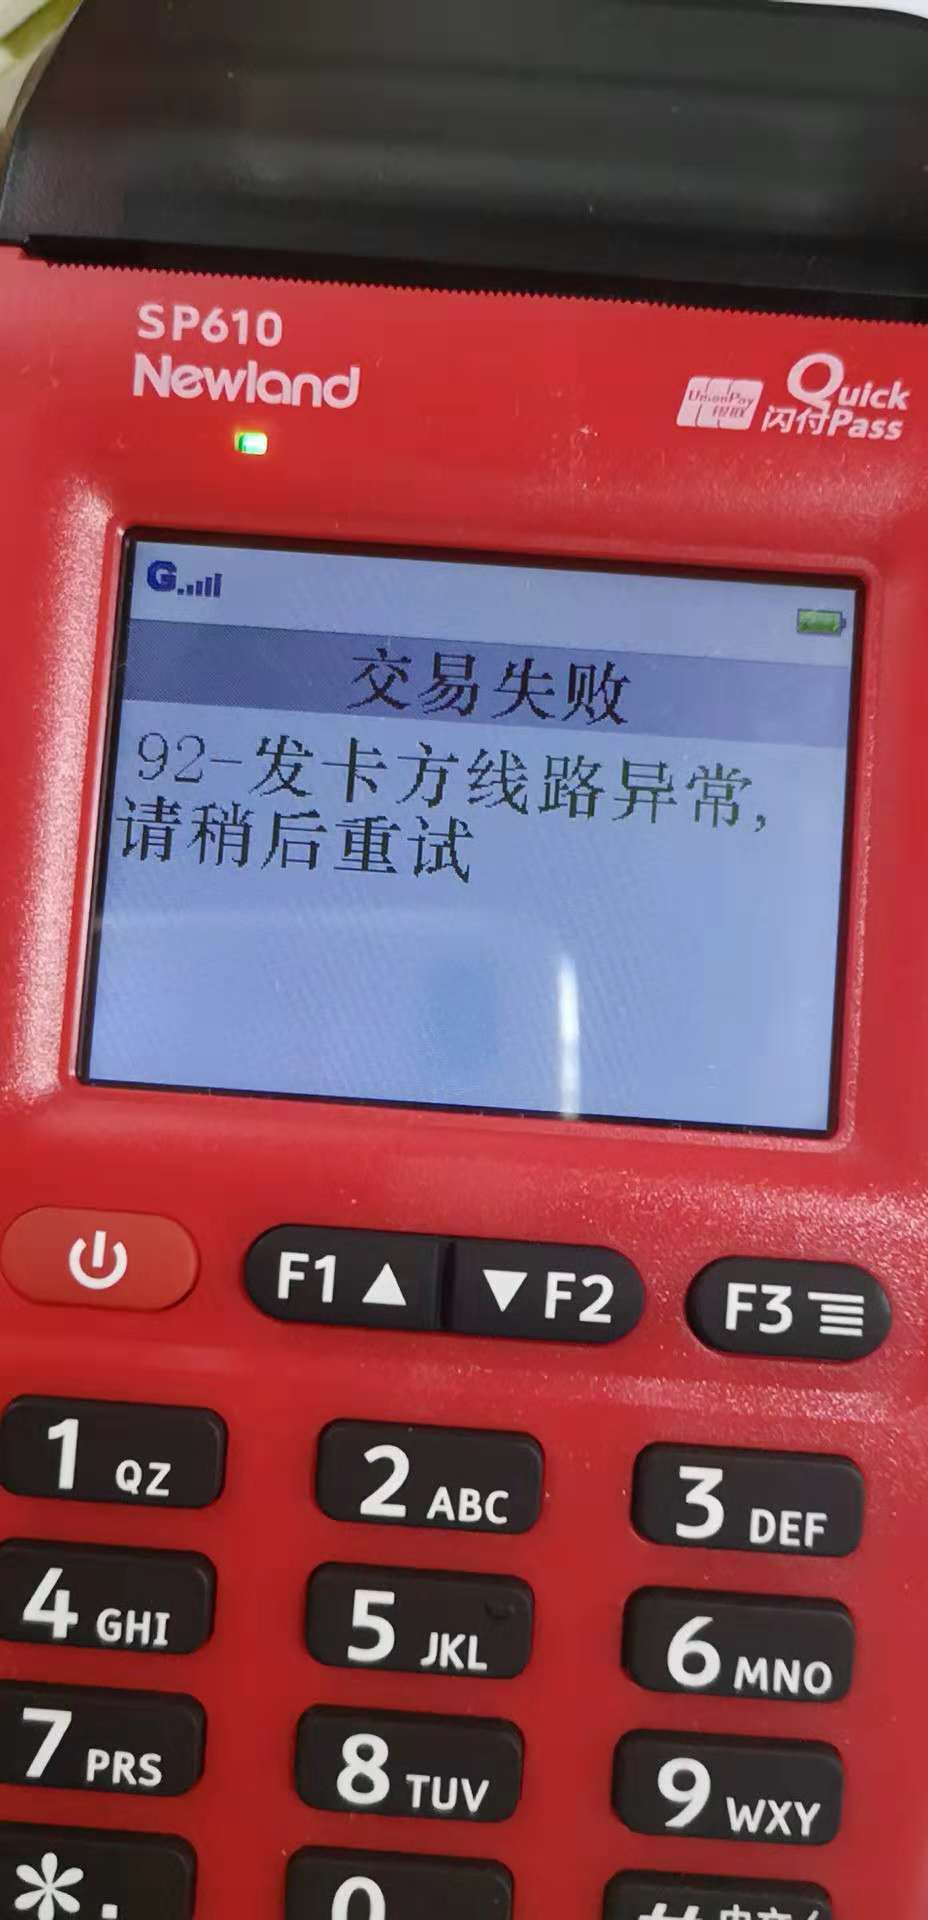 SP610
Newland
UnionPay
银联
Quick
闪付Pass
G
交易失败
92-发卡方线路异常,
请稍后重试
F1▲
▼F2
F3
1 QZ
2 ABC
3 DEF
4 GHI
5 JKL
6 MNO
7 PRS
8 TUV
9 WXY
*.
0